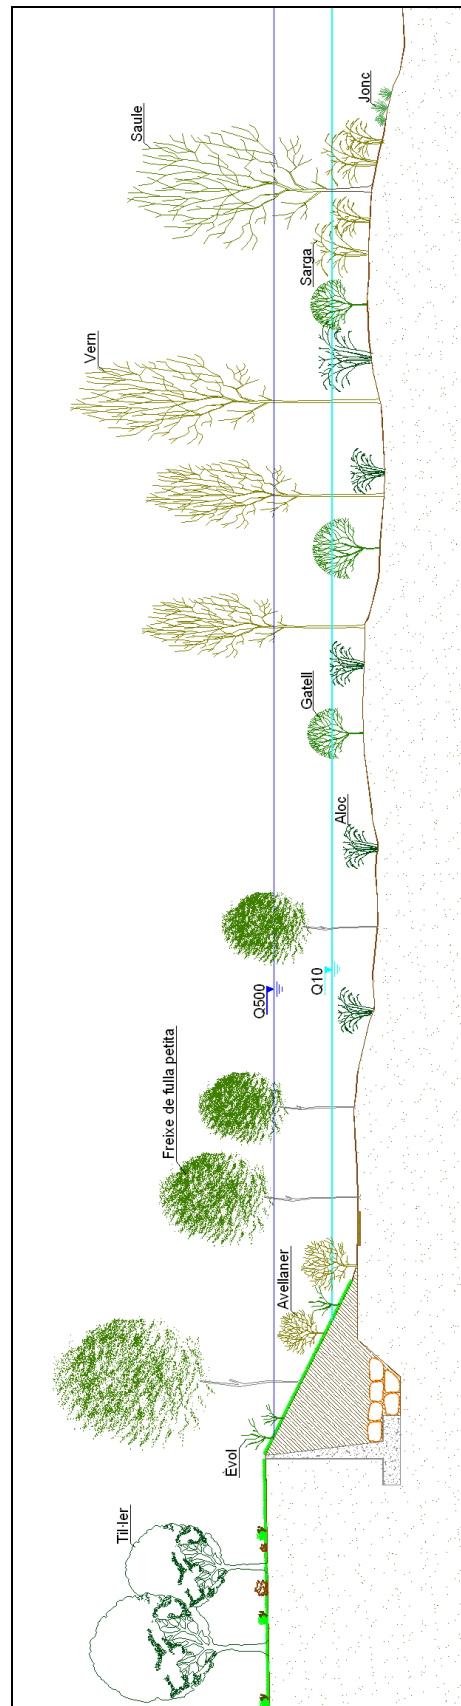 Til·ler
Èvol
Avellaner
Freixe de fulla petita
Q500
Q10
Aloc
Gatell
Vern
Sarga
Saule
Jonc